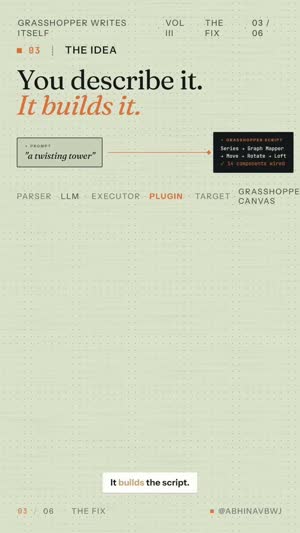 GRASSHOPPER WRITES ITSELF
VOL III
THE FIX
03 / 06
03 | THE IDEA
You describe it.
It builds it.
PROMPT
"a twisting tower"
GRASSHOPPER SCRIPT
Series → Graph Mapper
→ Move → Rotate → Loft
✓ 14 components wired
PARSER · LLM · EXECUTOR · PLUGIN · TARGET · GRASSHOPPE
CANVAS
It builds the script.
03 / 06 THE FIX
@ABHINAVBWJ